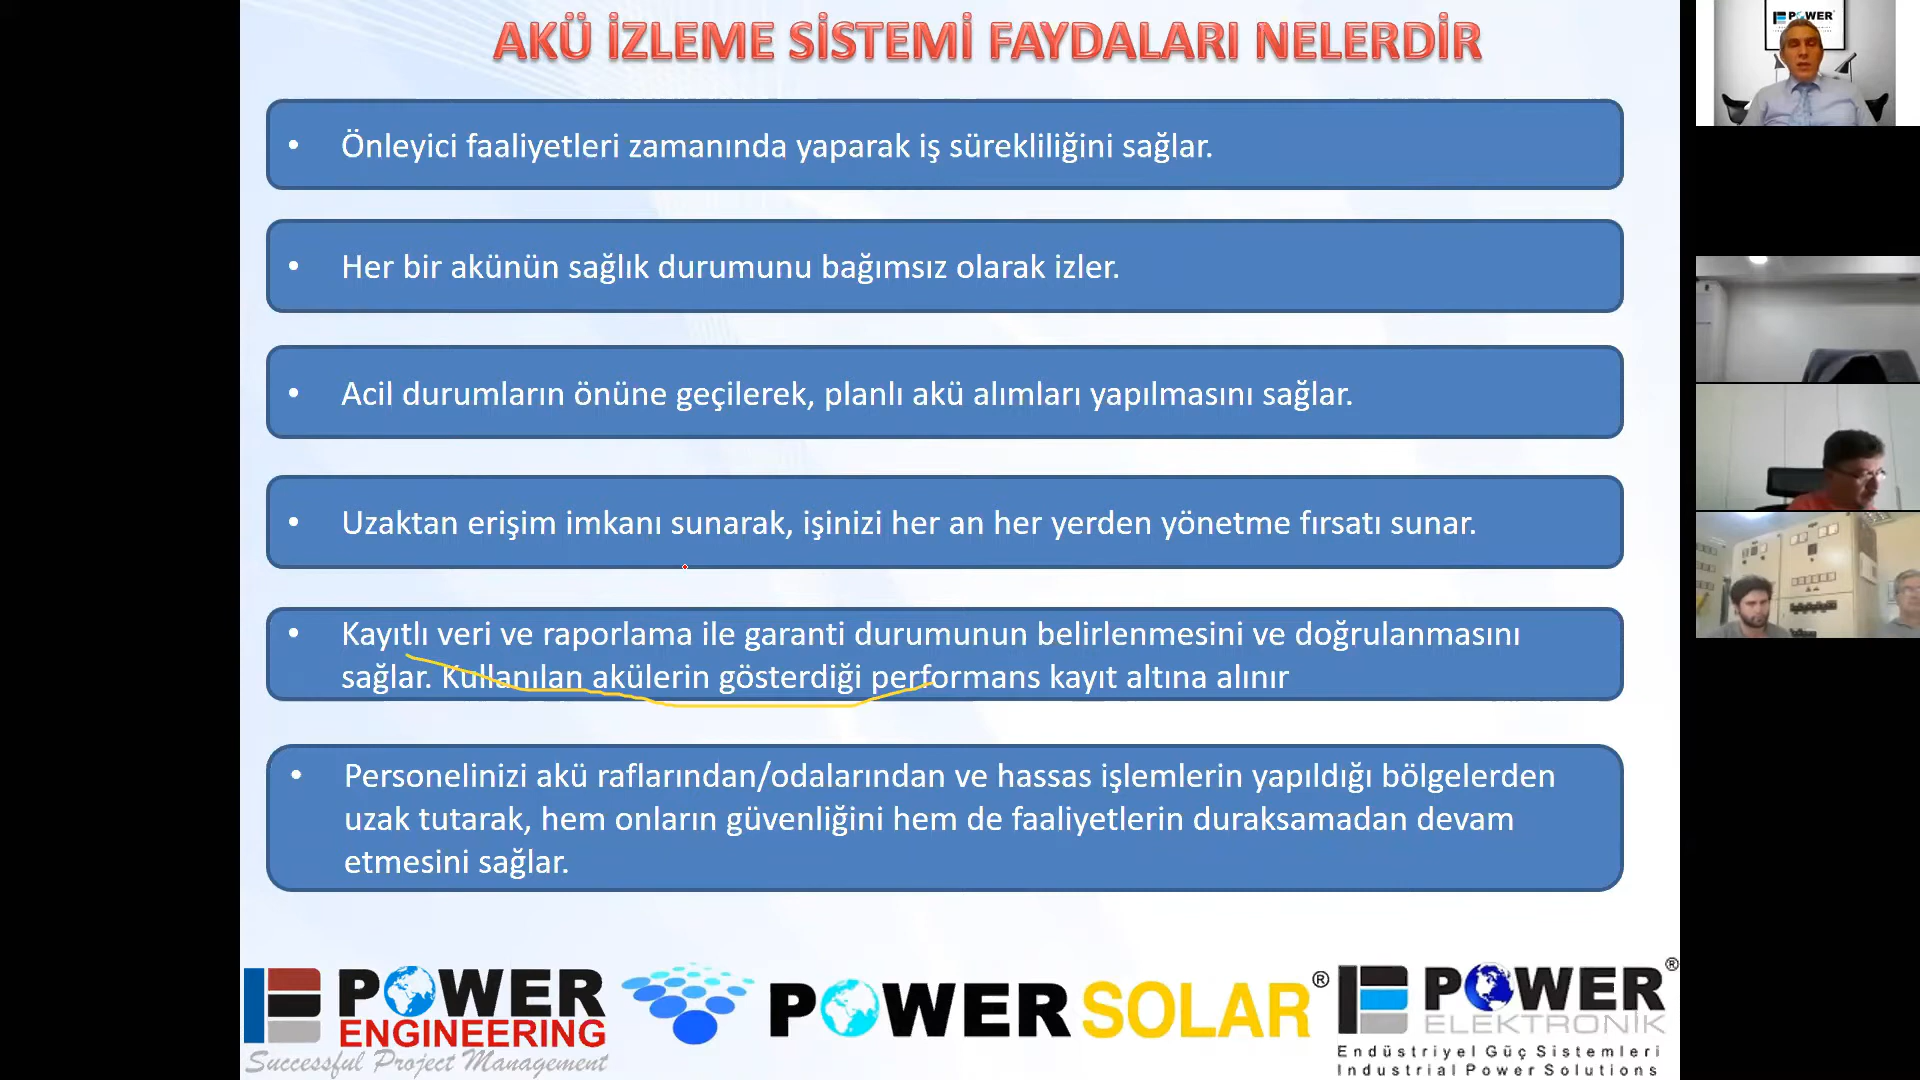 AKÜ İZLEME SİSTEMİ FAYDALARI NELERDİR
• Önleyici faaliyetleri zamanında yaparak iş sürekliliğini sağlar.
• Her bir akünün sağlık durumunu bağımsız olarak izler.
• Acil durumların önüne geçilerek, planlı akü alımları yapılmasını sağlar.
• Uzaktan erişim imkanı sunarak, işinizi her an her yerden yönetme fırsatı sunar.
• Kayıtlı veri ve raporlama ile garanti durumunun belirlenmesini ve doğrulanmasını
sağlar. Kullanılan akülerin gösterdiği performans kayıt altına alınır
• Personelinizi akü raflarından/odalarından ve hassas işlemlerin yapıldığı bölgelerden
uzak tutarak, hem onların güvenliğini hem de faaliyetlerin duraksamadan devam
etmesini sağlar.
POWER
ENGINEERING
Successful Project Management
POWER SOLAR®
POWER®
ELEKTRONİK
Endüstriyel Güç Sistemleri
Industrial Power Solutions
POWER